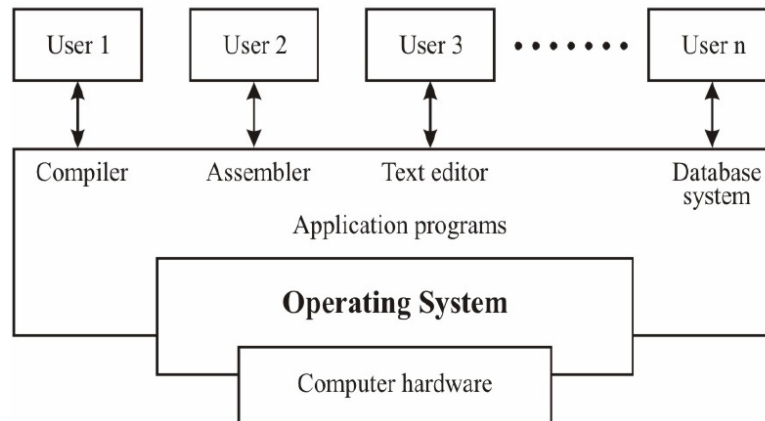 User 1 User 2 User 3 User n
Compiler Assembler Text editor Database
system
Application programs
Operating System
Computer hardware